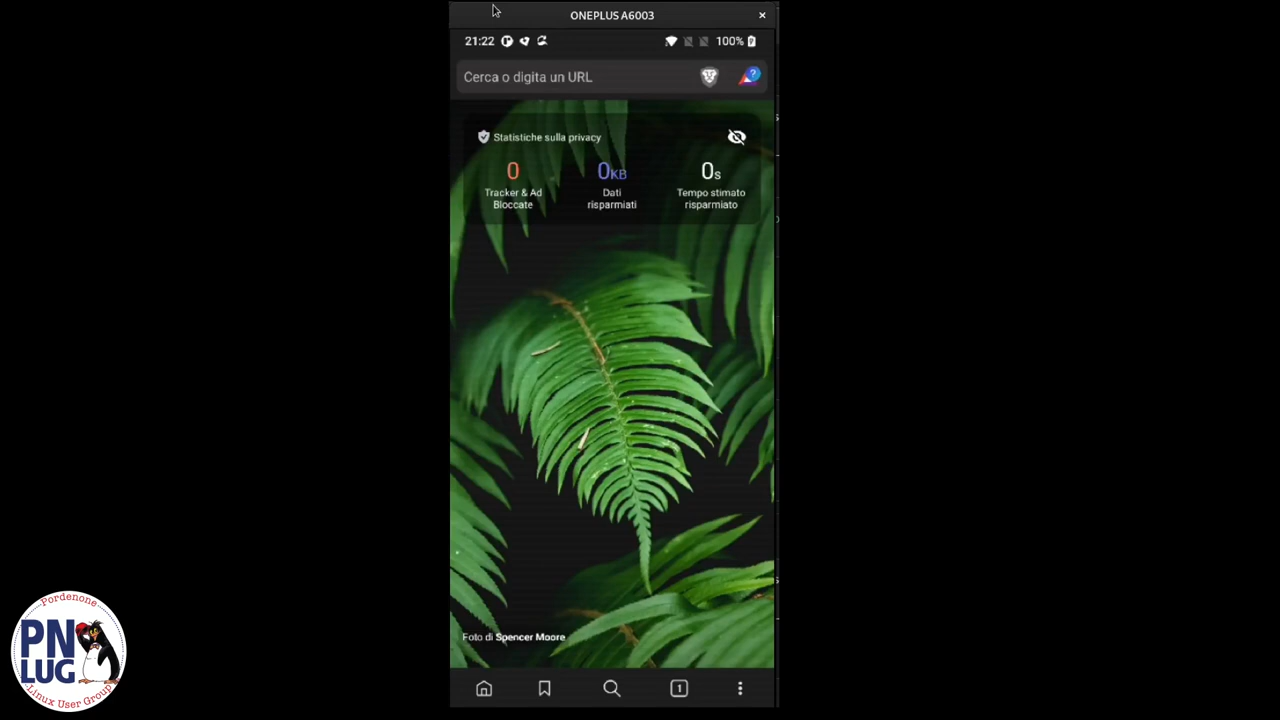 ONEPLUS A6003
21:22
100%
Cerca o digita un URL
?
Statistiche sulla privacy
0
Tracker & Ad
Bloccate
0KB
Dati
risparmiati
0s
Tempo stimato
risparmiato
Foto di Spencer Moore
1
Pordenone
PN
LUG
Linux User Group